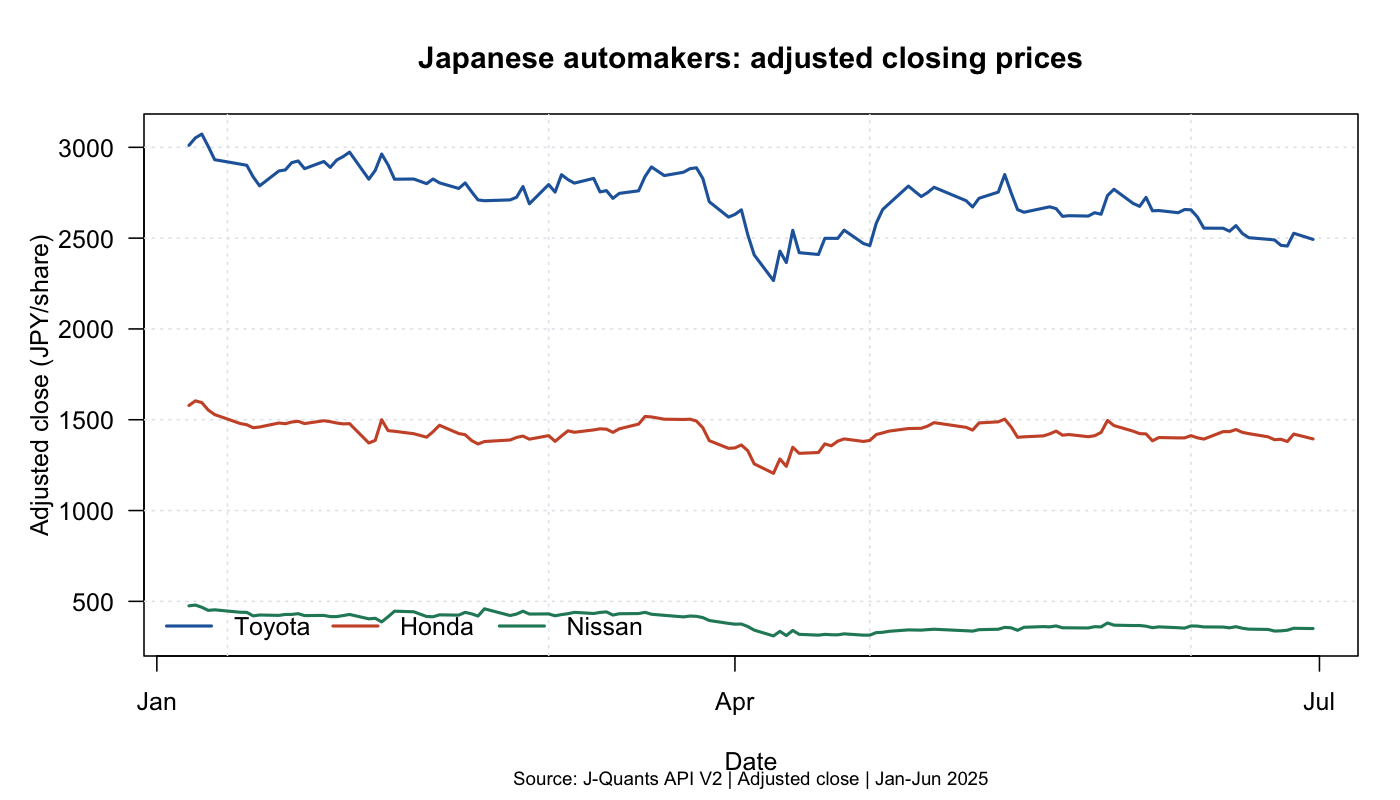 Japanese automakers: adjusted closing prices
Adjusted close (JPY/share)
3000
2500
2000
1500
1000
500
Toyota Honda Nissan
Jan Apr Jul
Date
Source: J-Quants API V2 | Adjusted close | Jan-Jun 2025